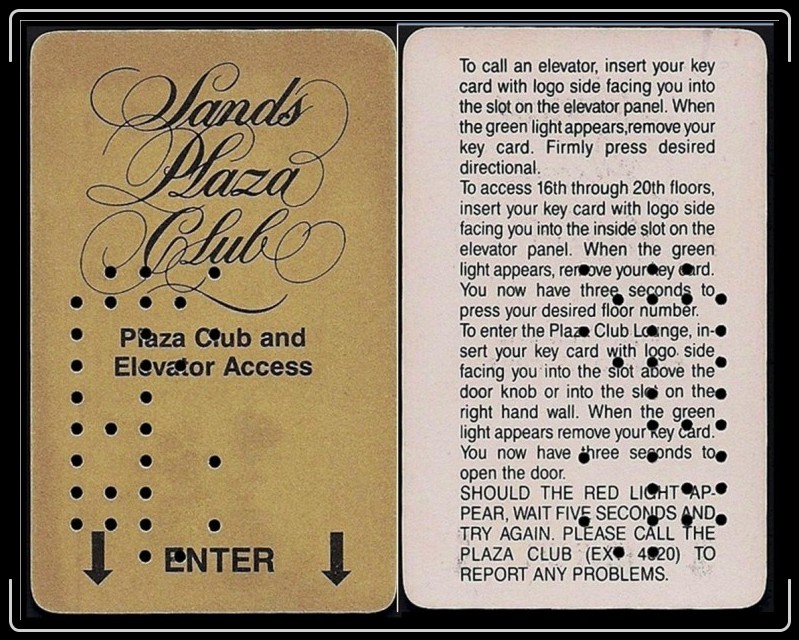 Sands
Plaza
Club
Plaza Club and
Elevator Access
ENTER
To call an elevator, insert your key
card with logo side facing you into
the slot on the elevator panel. When
the green light appears,remove your
key card. Firmly press desired
directional.
To access 16th through 20th floors,
insert your key card with logo side
facing you into the inside slot on the
elevator panel. When the green
light appears, remove your key card.
You now have three seconds to
press your desired floor number.
To enter the Plaza Club Lounge, in-
sert your key card with logo side
facing you into the slot above the
door knob or into the slot on the
right hand wall. When the green
light appears remove your key card.
You now have three seconds to
open the door.
SHOULD THE RED LIGHT AP-
PEAR, WAIT FIVE SECONDS AND
TRY AGAIN. PLEASE CALL THE
PLAZA CLUB TO
REPORT ANY PROBLEMS.